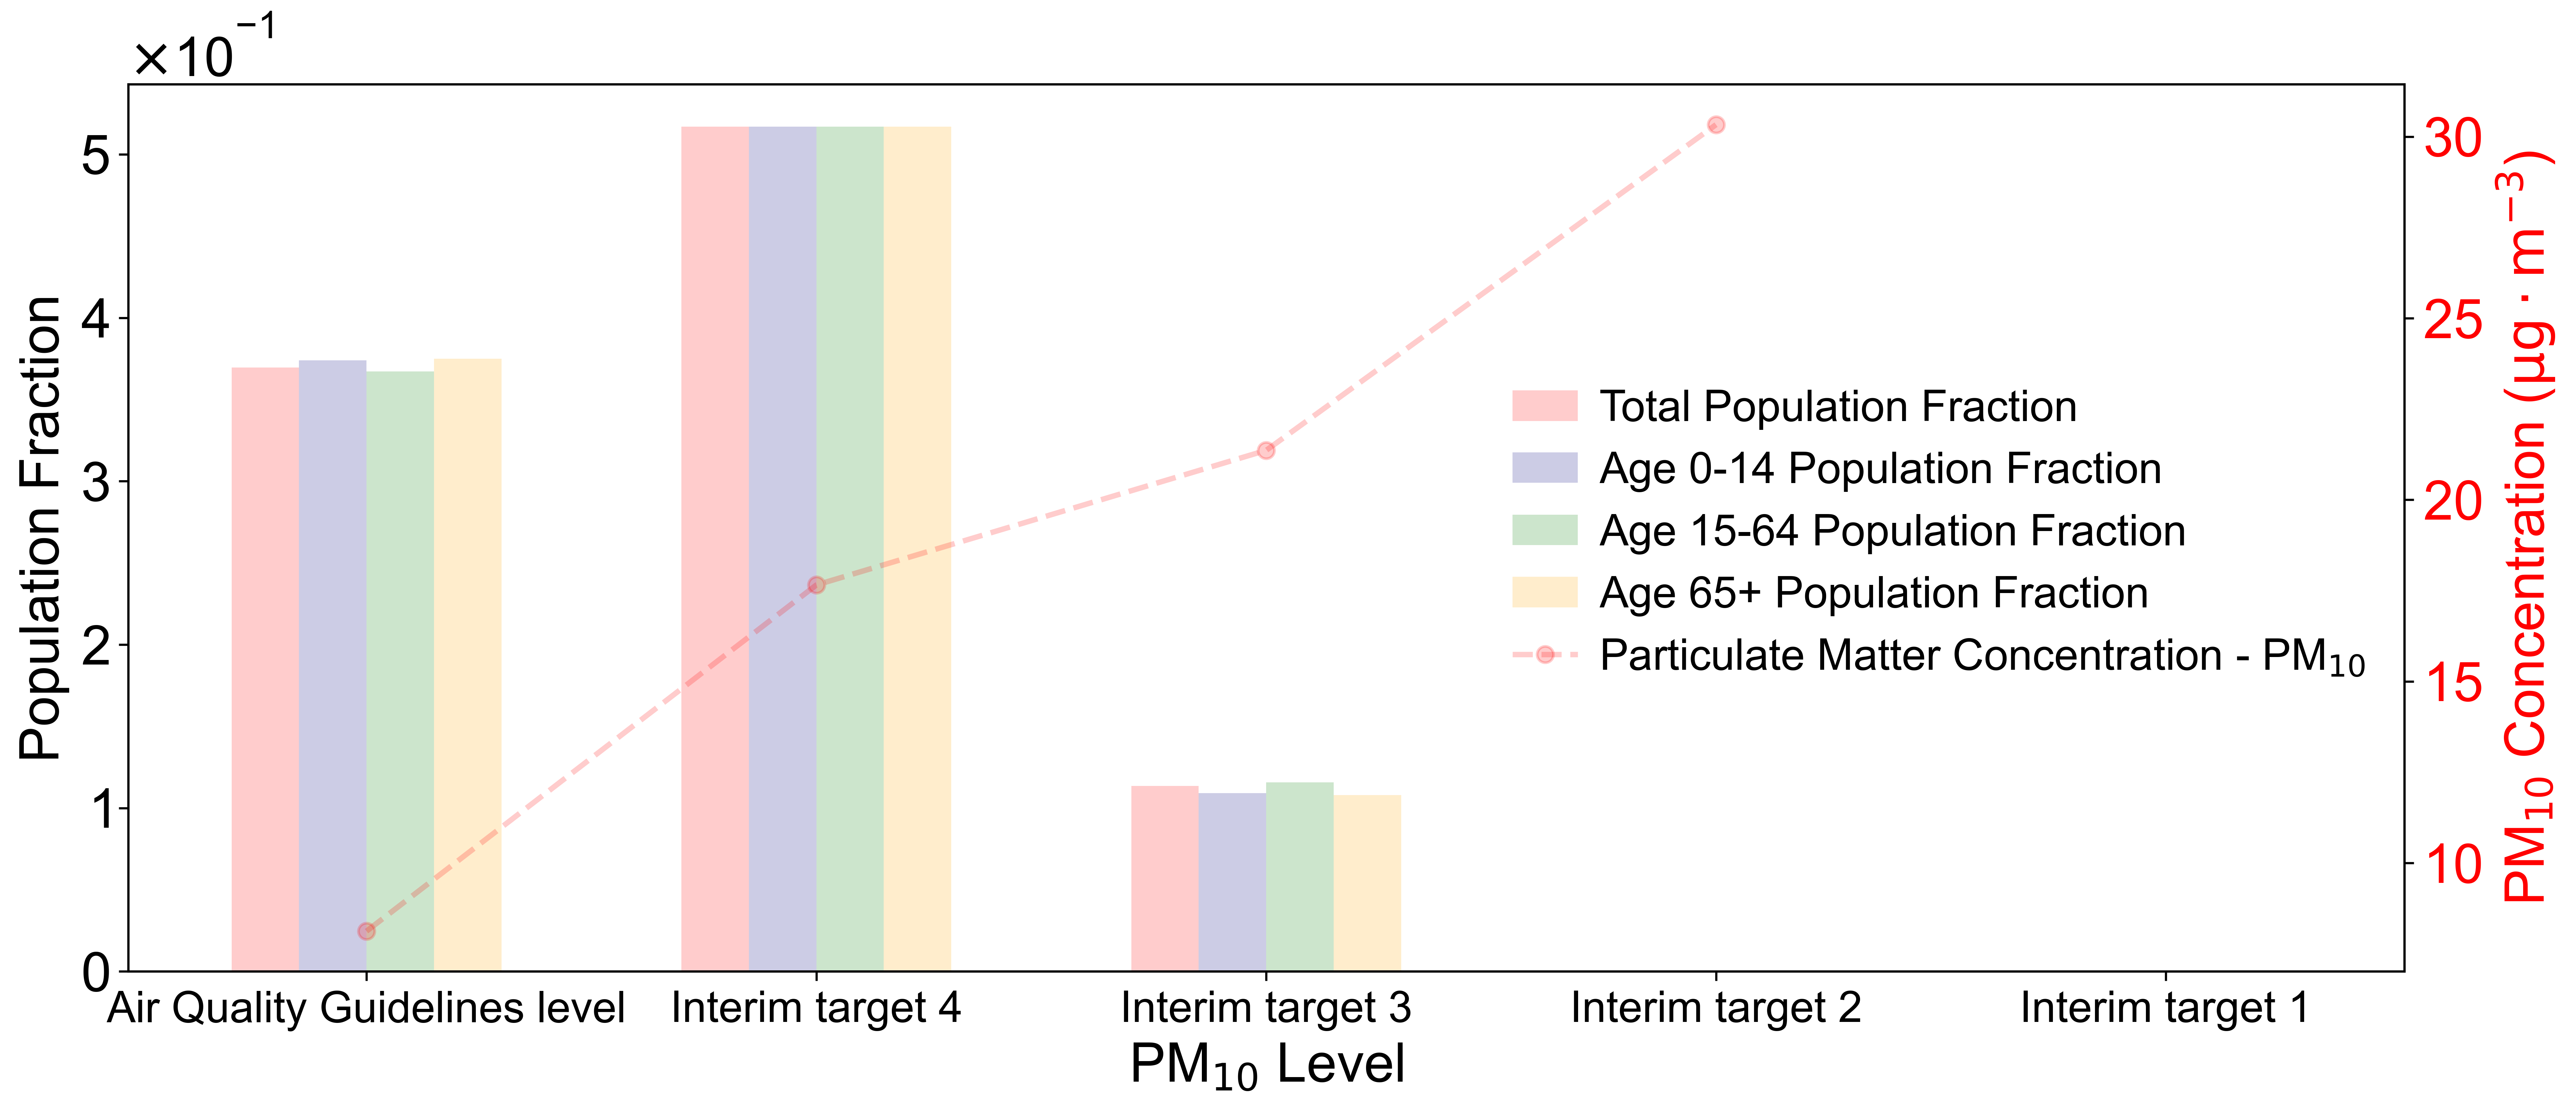 ×10⁻¹
5
4
3
2
1
0
Population Fraction
30
25
20
15
10
PM₁₀ Concentration (µg · m⁻³)
Total Population Fraction
Age 0-14 Population Fraction
Age 15-64 Population Fraction
Age 65+ Population Fraction
Particulate Matter Concentration - PM₁₀
Air Quality Guidelines level
Interim target 4
Interim target 3
Interim target 2
Interim target 1
PM₁₀ Level